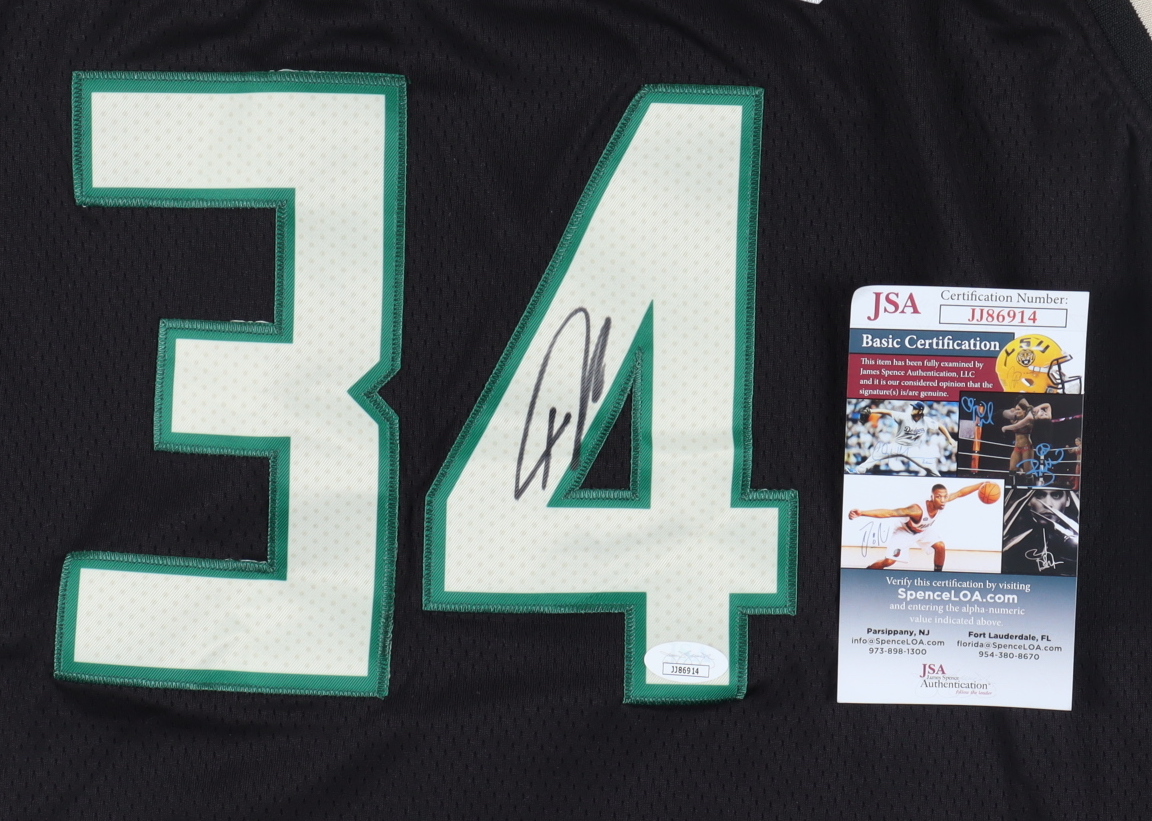 34
JJ86914
JSA
Certification Number:
JJ86914
Basic Certification
This item has been fully examined by
James Spence Authentication, LLC
and it is our considered opinion that the
signature(s) is/are genuine.
LSU
Verify this certification by visiting
SpenceLOA.com
and entering the alpha-numeric
value indicated above
Parsippany, NJ
info@SpenceLOA.com
973-898-1300
Fort Lauderdale, FL
florida@SpenceLOA.com
954-380-8670
JSA
James Spence
Authentication